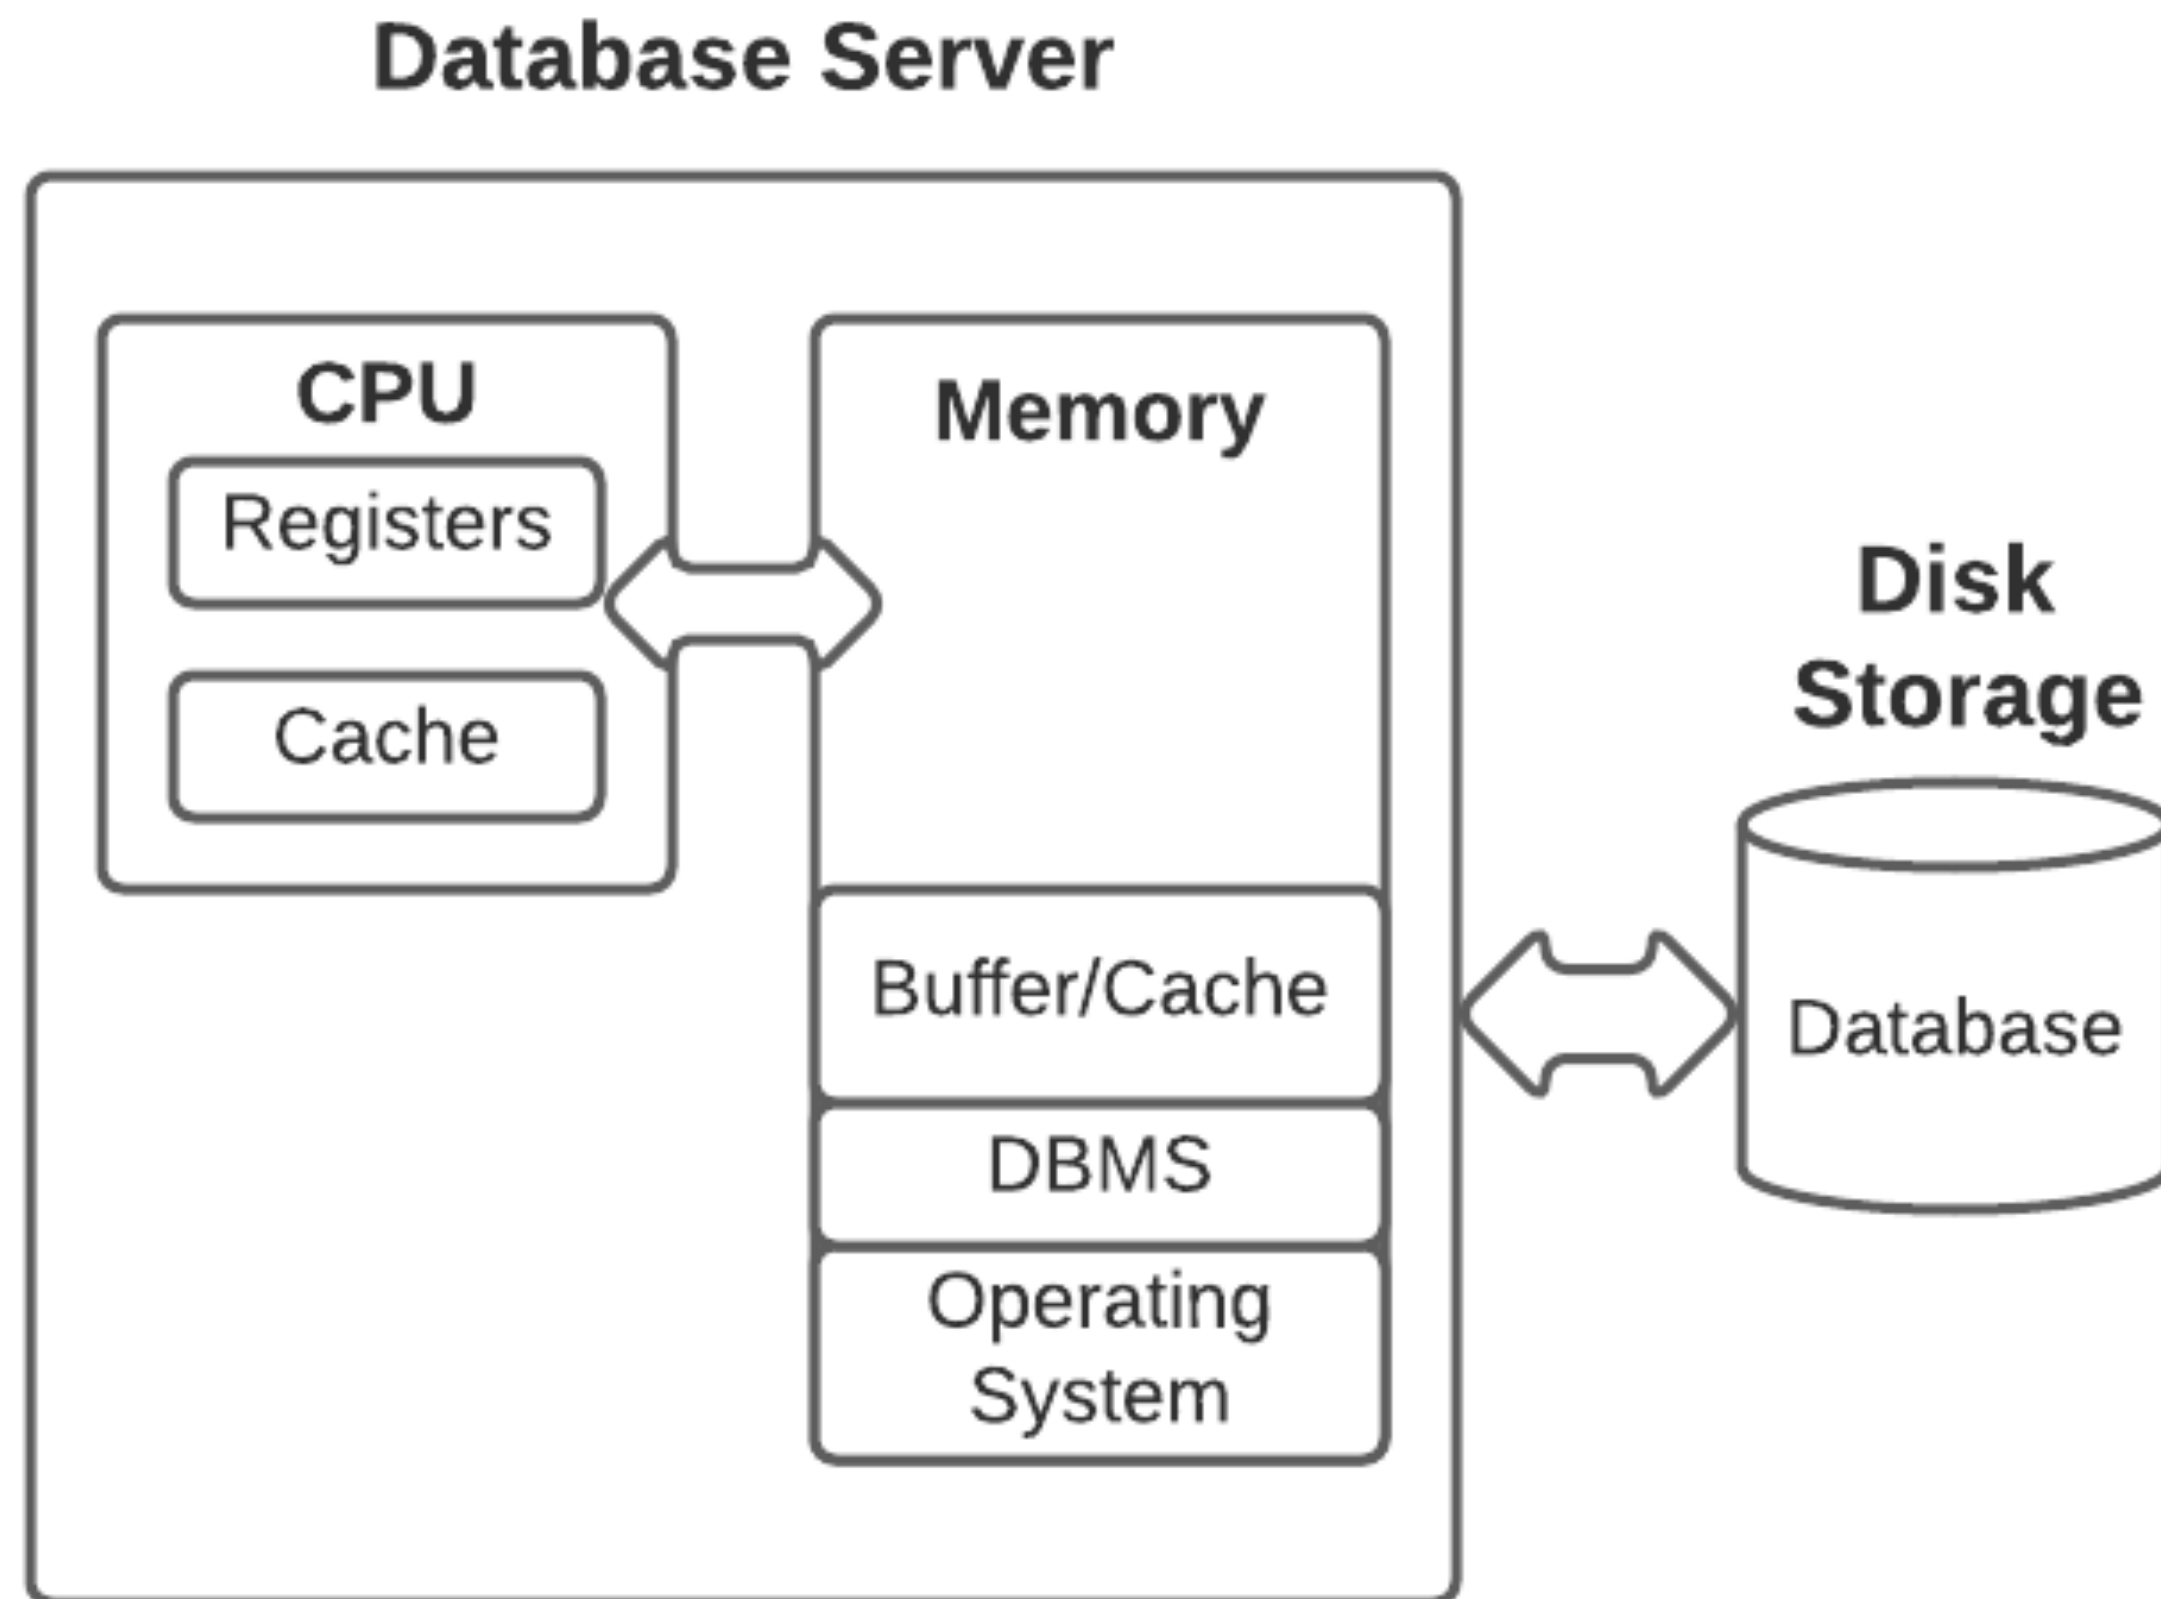 Database Server
CPU
Registers
Cache
Memory
Buffer/Cache
DBMS
Operating
System
Disk
Storage
Database